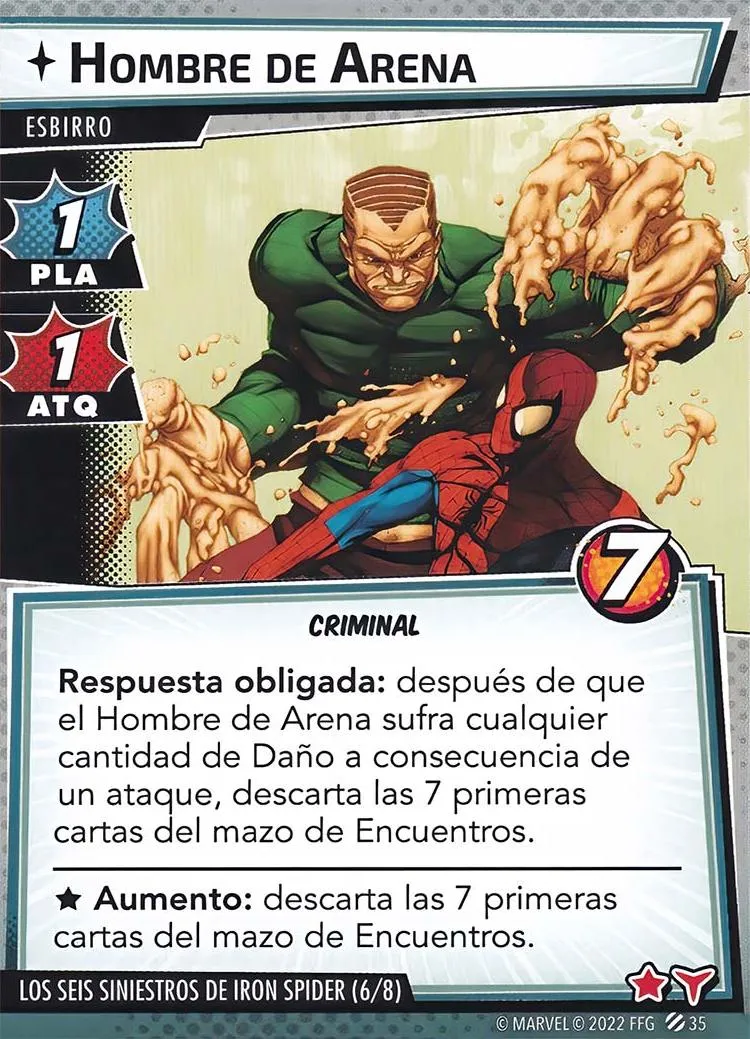 Hombre de Arena
ESBIRRO
1
PLA
1
ATQ
7
CRIMINAL
Respuesta obligada: después de que
el Hombre de Arena sufra cualquier
cantidad de Daño a consecuencia de
un ataque, descarta las 7 primeras
cartas del mazo de Encuentros.
★ Aumento: descarta las 7 primeras
cartas del mazo de Encuentros.
LOS SEIS SINIESTROS DE IRON SPIDER (6/8)
© MARVEL © 2022 FFG 35